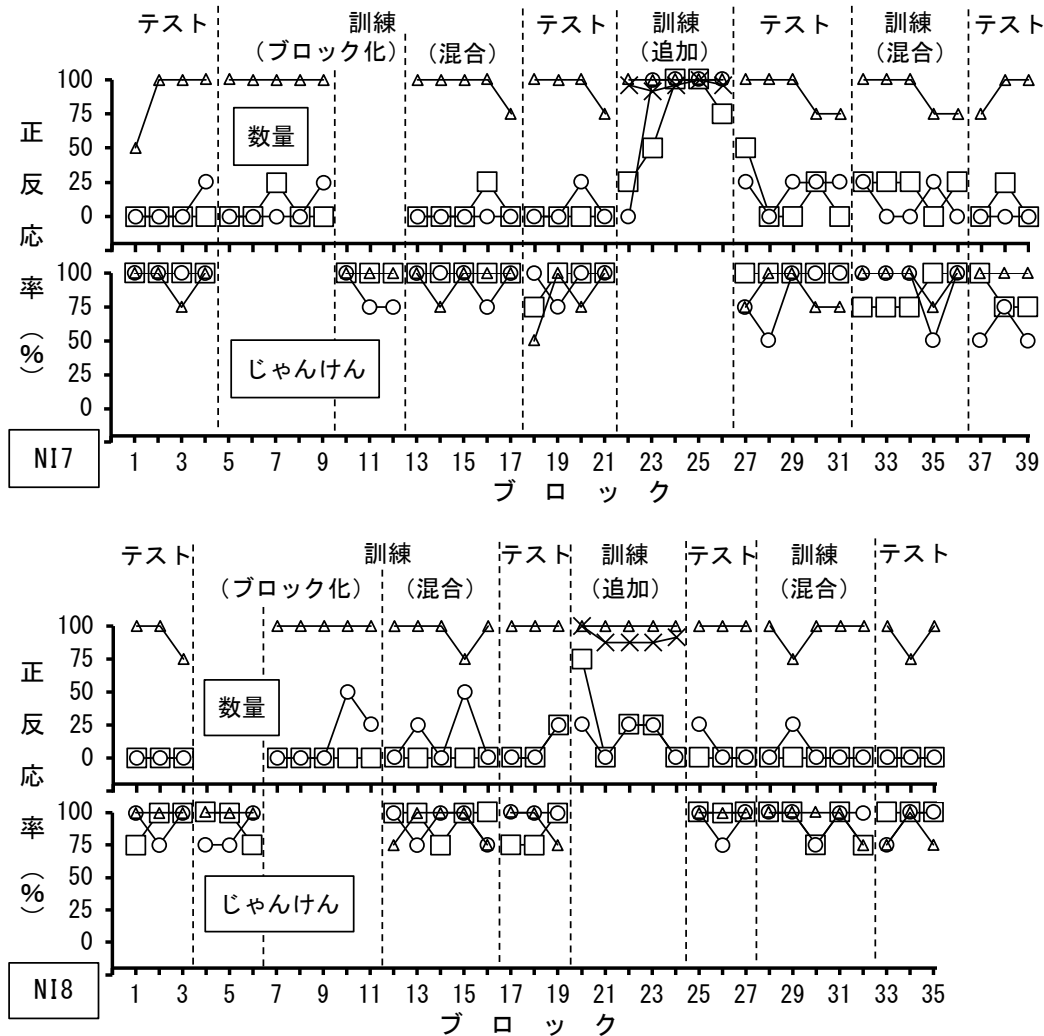 テスト 訓練 テスト 訓練 テスト 訓練 テスト
（ブロック化） （混合） （追加） （混合）
100
75
50
25
0
数量
正反応率（%）
100
75
50
25
0
じゃんけん
NI7
1 3 5 7 9 11 13 15 17 19 21 23 25 27 29 31 33 35 37 39
ブロック
テスト 訓練 テスト 訓練 テスト 訓練 テスト
（ブロック化） （混合） （追加） （混合）
100
75
50
25
0
数量
正反応率（%）
100
75
50
25
0
じゃんけん
NI8
1 3 5 7 9 11 13 15 17 19 21 23 25 27 29 31 33 35
ブロック